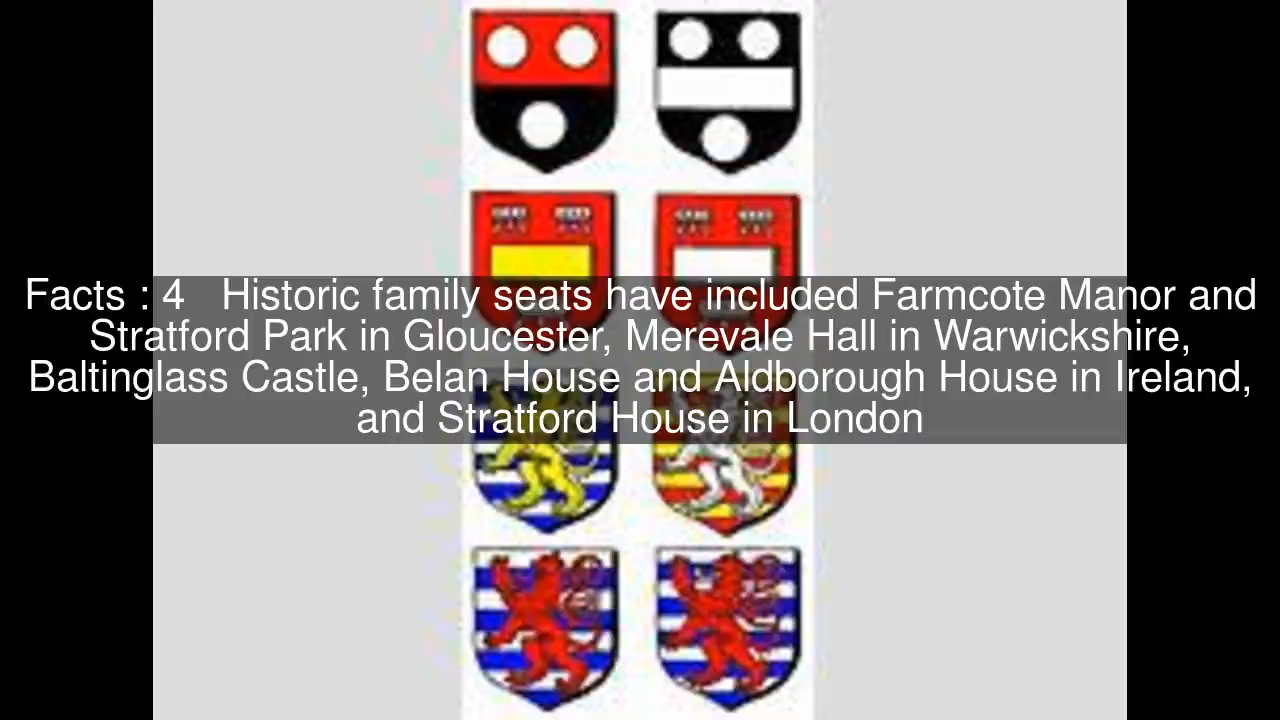 Facts : 4   Historic family seats have included Farmcote Manor and
Stratford Park in Gloucester, Merevale Hall in Warwickshire,
Baltinglass Castle, Belan House and Aldborough House in Ireland,
and Stratford House in London